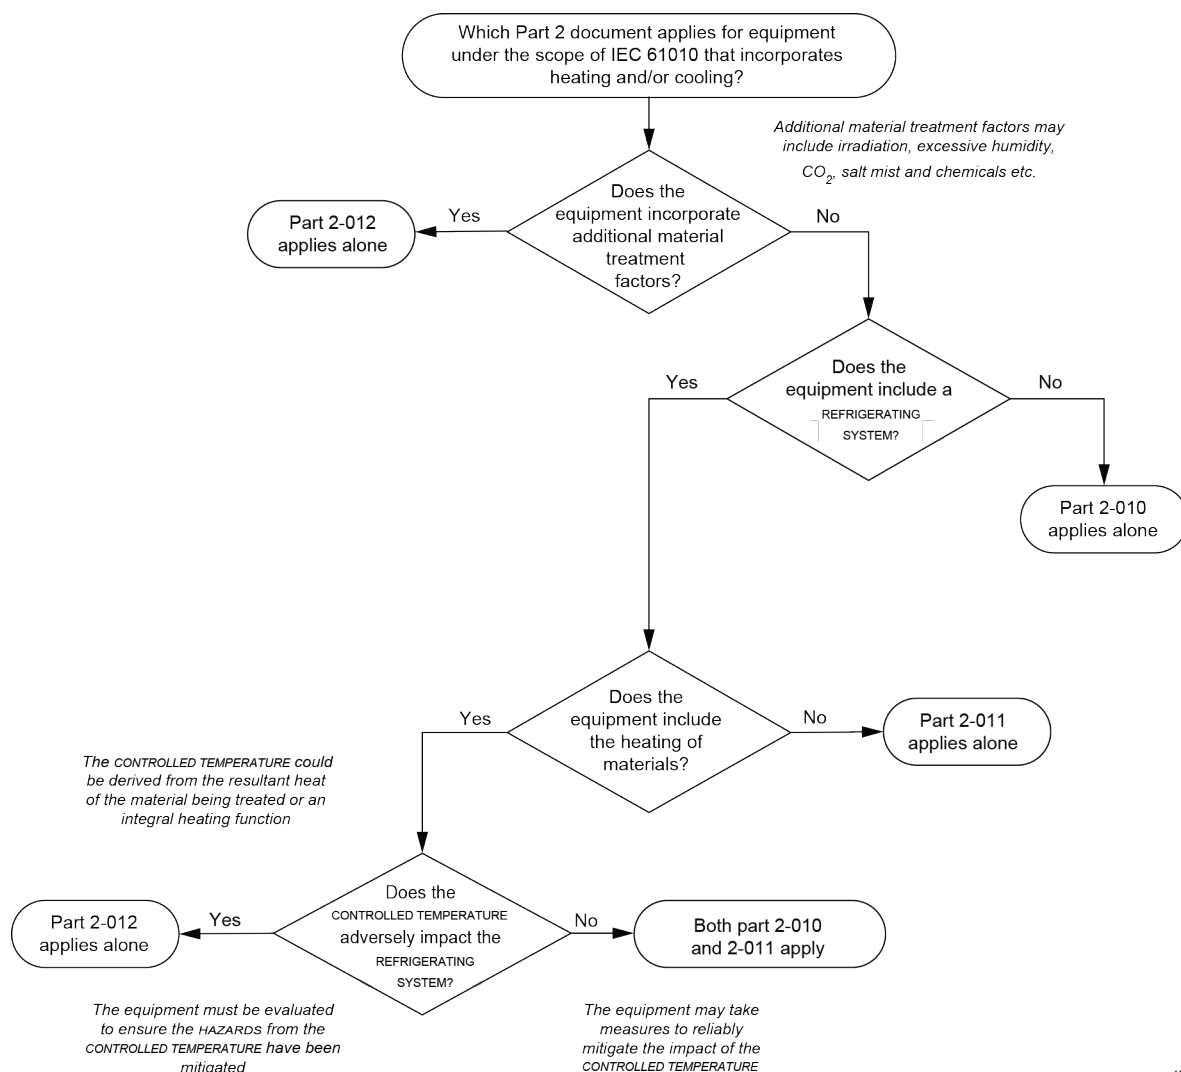 Which Part 2 document applies for equipment
under the scope of IEC 61010 that incorporates
heating and/or cooling?
Additional material treatment factors may
include irradiation, excessive humidity,
CO2, salt mist and chemicals etc.
Does the
equipment incorporate
additional material
treatment
factors?
Yes
No
Part 2-012
applies alone
Does the
equipment include a
REFRIGERATING
SYSTEM?
Yes
No
Part 2-010
applies alone
Does the
equipment include
the heating of
materials?
Yes
No
Part 2-011
applies alone
The CONTROLLED TEMPERATURE could
be derived from the resultant heat
of the material being treated or an
integral heating function
Does the
CONTROLLED TEMPERATURE
adversely impact the
REFRIGERATING
SYSTEM?
Yes
No
Part 2-012
applies alone
Both part 2-010
and 2-011 apply
The equipment must be evaluated
to ensure the HAZARDS from the
CONTROLLED TEMPERATURE have been
mitigated
The equipment may take
measures to reliably
mitigate the impact of the
CONTROLLED TEMPERATURE